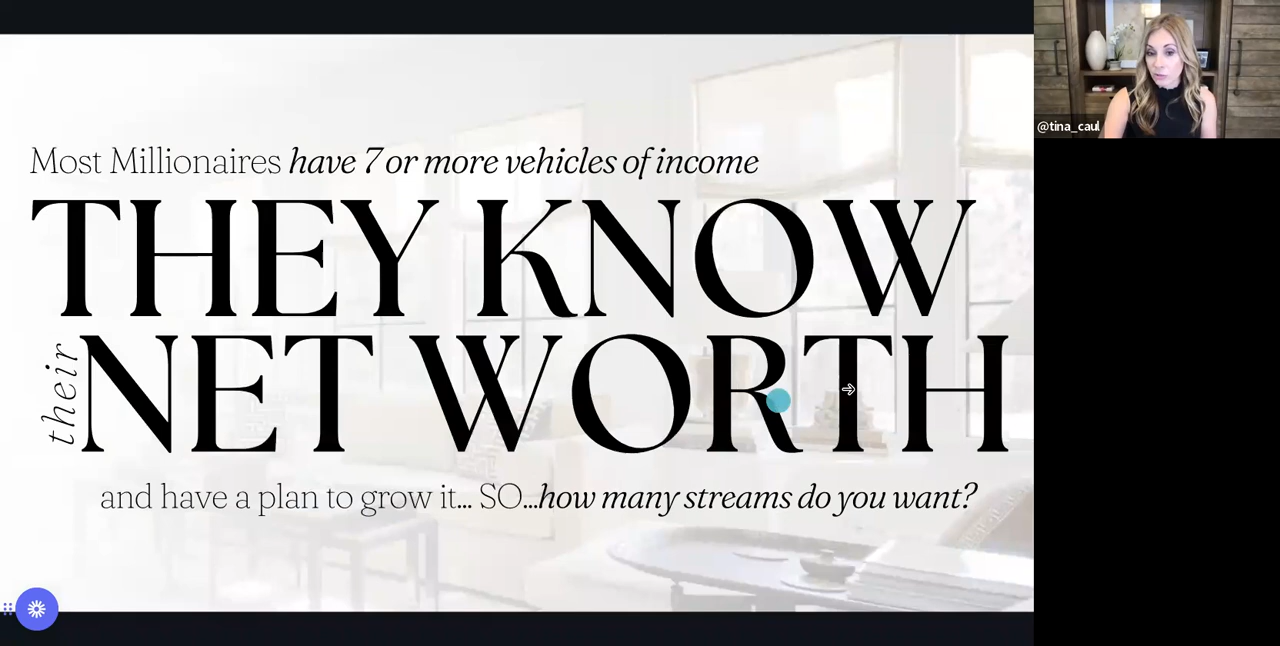 Most Millionaires have 7 or more vehicles of income
THEY KNOW
their NET WORTH
and have a plan to grow it... SO...how many streams do you want?
@tina_caul